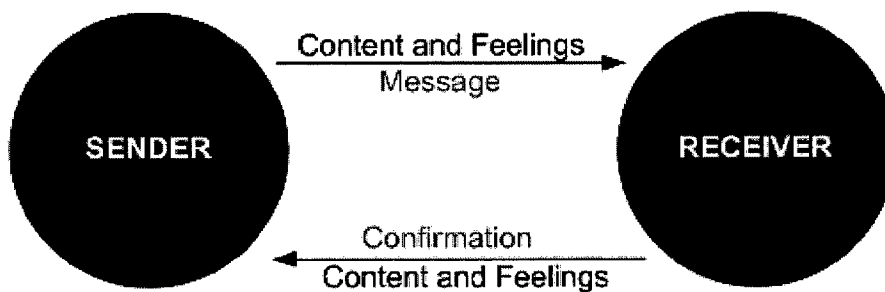 Content and Feelings
Message
SENDER
RECEIVER
Confirmation
Content and Feelings